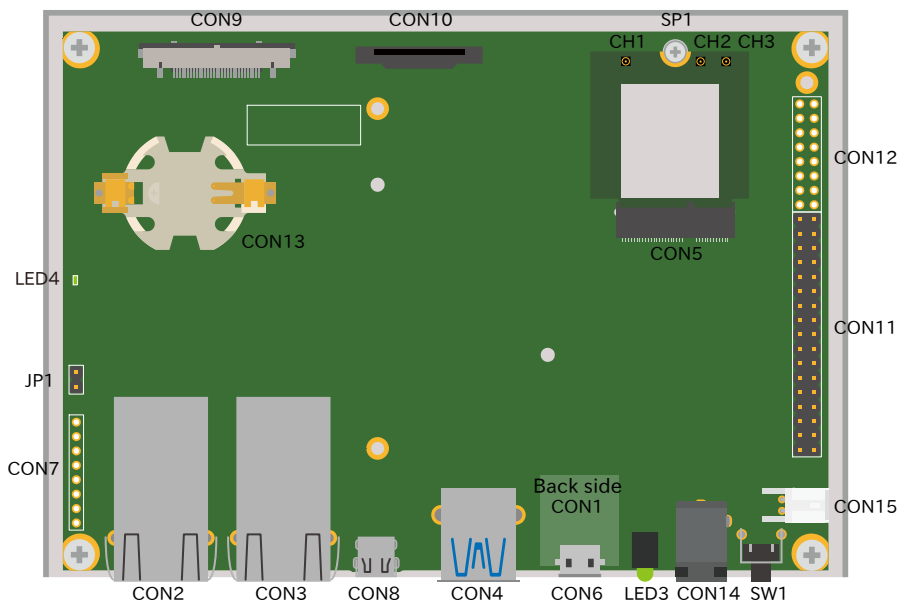 CON9
CON10
SP1
CH1
CH2
CH3
CON12
CON13
CON5
LED4
CON11
JP1
CON7
Back side
CON1
CON15
CON2
CON3
CON8
CON4
CON6
LED3
CON14
SW1